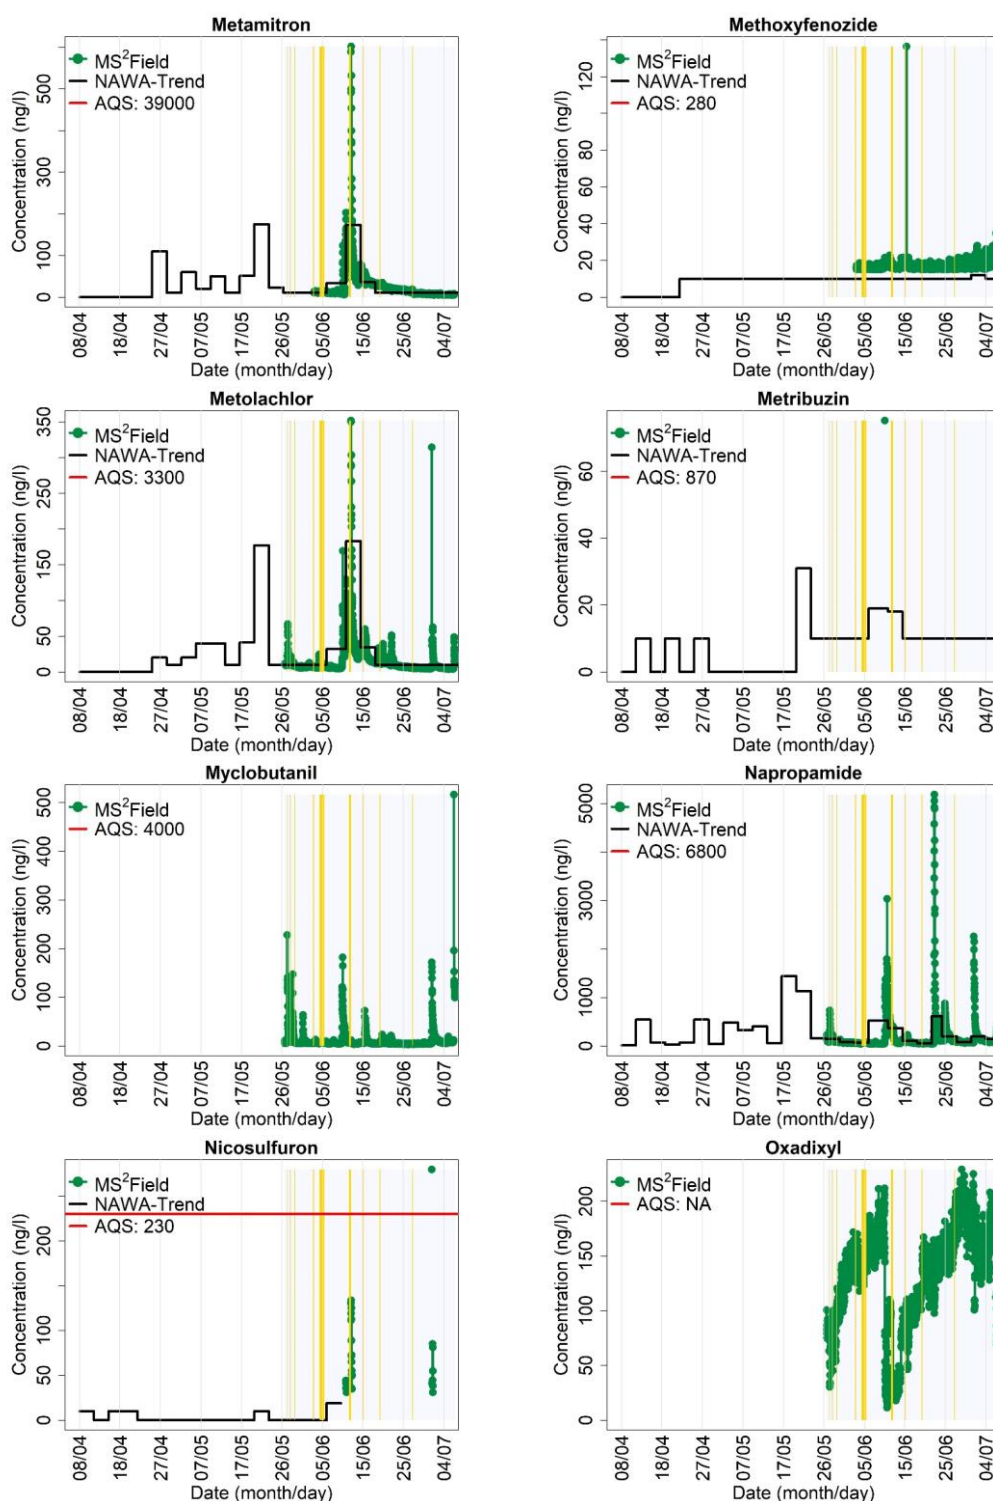 Metamitron
MS²Field
NAWA-Trend
AQS: 39000
Concentration (ng/l)
0
100
300
500
08/04
18/04
27/04
07/05
17/05
26/05
05/06
15/06
25/06
04/07
Date (month/day)
Methoxyfenozide
MS²Field
NAWA-Trend
AQS: 280
Concentration (ng/l)
0
20
40
60
80
120
08/04
18/04
27/04
07/05
17/05
26/05
05/06
15/06
25/06
04/07
Date (month/day)
Metolachlor
MS²Field
NAWA-Trend
AQS: 3300
Concentration (ng/l)
0
50
150
250
350
08/04
18/04
27/04
07/05
17/05
26/05
05/06
15/06
25/06
04/07
Date (month/day)
Metribuzin
MS²Field
NAWA-Trend
AQS: 870
Concentration (ng/l)
0
20
40
60
08/04
18/04
27/04
07/05
17/05
26/05
05/06
15/06
25/06
04/07
Date (month/day)
Myclobutanil
MS²Field
AQS: 4000
Concentration (ng/l)
0
100
200
300
400
500
08/04
18/04
27/04
07/05
17/05
26/05
05/06
15/06
25/06
04/07
Date (month/day)
Napropamide
MS²Field
NAWA-Trend
AQS: 6800
Concentration (ng/l)
0
1000
3000
5000
08/04
18/04
27/04
07/05
17/05
26/05
05/06
15/06
25/06
04/07
Date (month/day)
Nicosulfuron
MS²Field
NAWA-Trend
AQS: 230
Concentration (ng/l)
0
50
100
200
08/04
18/04
27/04
07/05
17/05
26/05
05/06
15/06
25/06
04/07
Date (month/day)
Oxadixyl
MS²Field
AQS: NA
Concentration (ng/l)
0
50
100
150
200
08/04
18/04
27/04
07/05
17/05
26/05
05/06
15/06
25/06
04/07
Date (month/day)